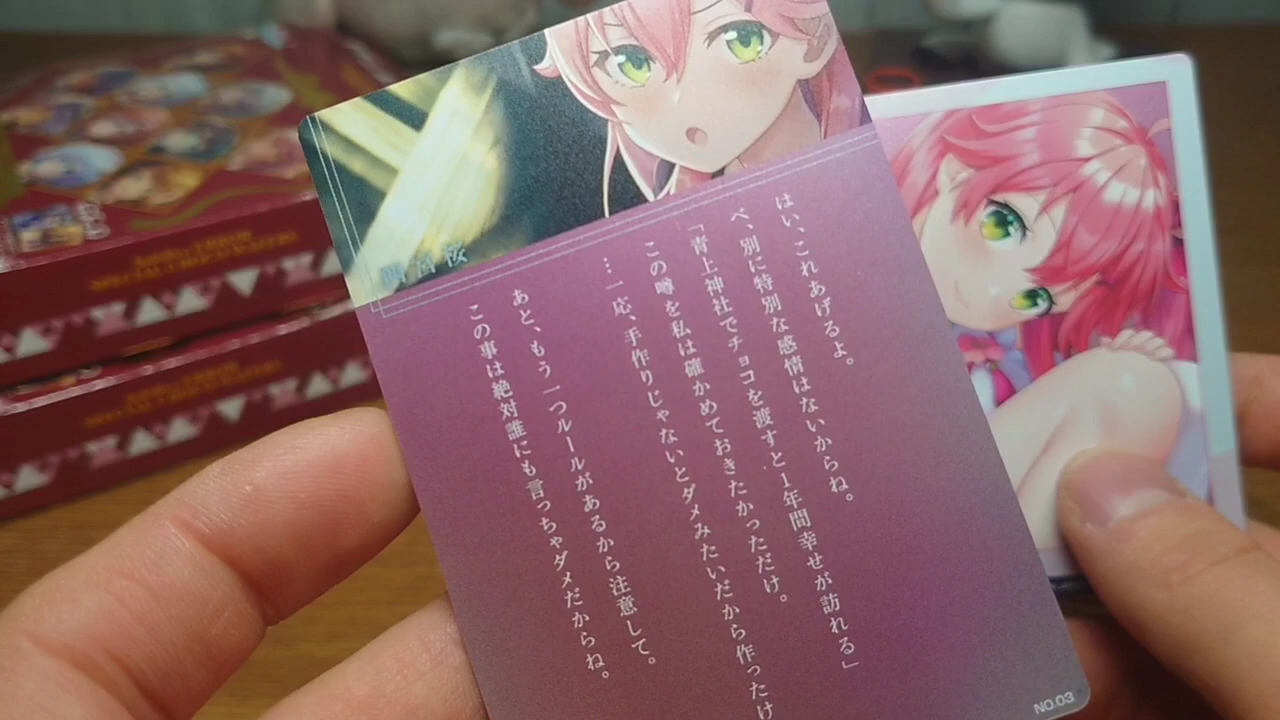 はい、これあげるよ。
べ、別に特別な感情はないからね。
「青上神社でチョコを渡すと1年間幸せが訪れる」
この噂を私は確かめておきたかっただけ。
…一応、手作りじゃないとダメみたいだから作ったけ
あと、もう一つルールがあるから注意して。
この事は絶対誰にも言っちゃダメだからね。
NO.03